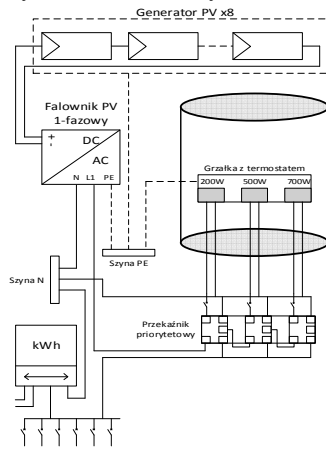 Generator PV x8
Falownik PV
1-fazowy
+
-
DC
AC
N L1 PE
Grzałka z termostatem
200W 500W 700W
Szyna PE
Szyna N
Przekaźnik
priorytetowy
kWh